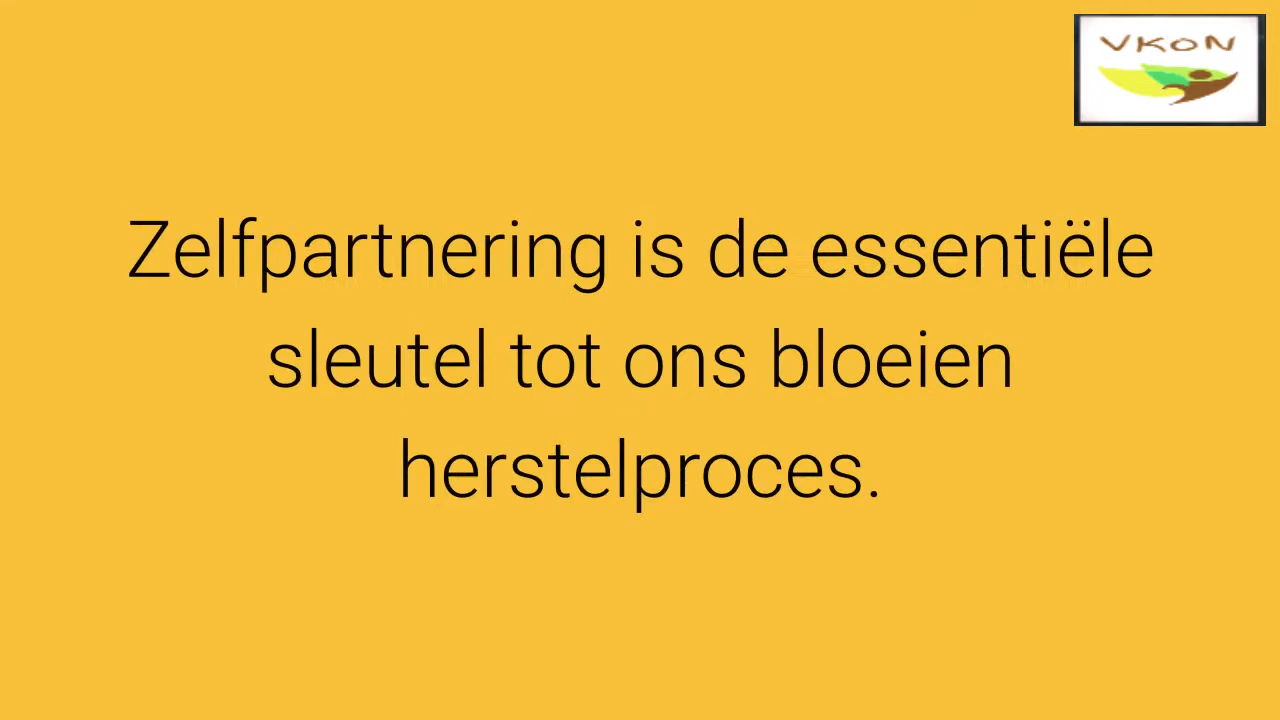 VKoN
Zelfpartnering is de essentiële
sleutel tot ons bloeien
herstelproces.